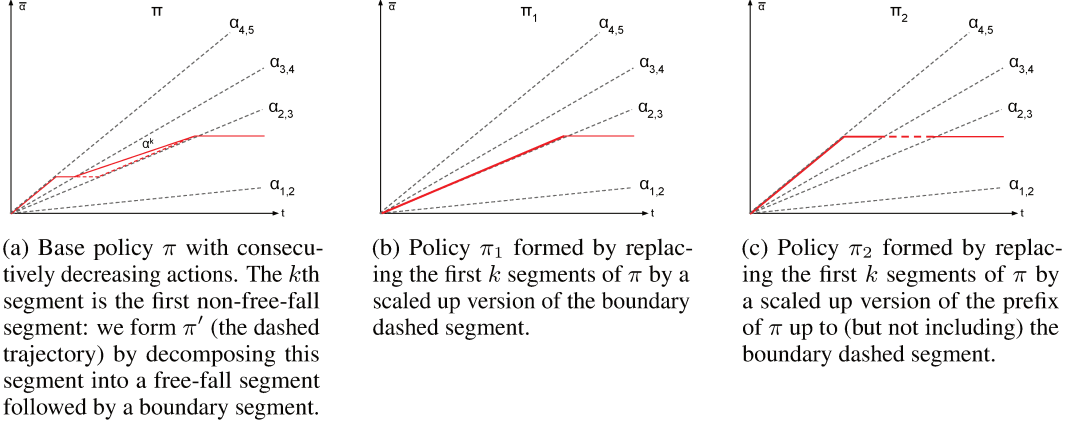 ᾱ
π
α4,5
α3,4
α2,3
αk
α1,2
t
(a) Base policy π with consecu-
tively decreasing actions. The kth
segment is the first non-free-fall
segment: we form π′ (the dashed
trajectory) by decomposing this
segment into a free-fall segment
followed by a boundary segment.
ᾱ
π1
α4,5
α3,4
α2,3
α1,2
t
(b) Policy π1 formed by replac-
ing the first k segments of π by a
scaled up version of the boundary
dashed segment.
ᾱ
π2
α4,5
α3,4
α2,3
α1,2
t
(c) Policy π2 formed by replac-
ing the first k segments of π by
a scaled up version of the prefix
of π up to (but not including) the
boundary dashed segment.